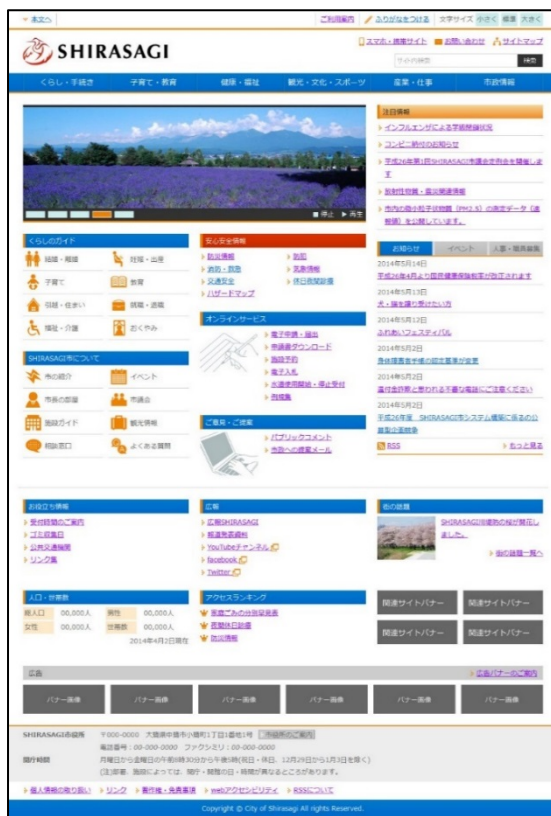 本文へ
ご利用案内 ふりがなをつける 文字サイズ 小さく 標準 大きく
SHIRASAGI
スマホ・携帯サイト お問い合わせ サイトマップ
サイト内検索 検索
くらし・手続き 子育て・教育 健康・福祉 観光・文化・スポーツ 産業・仕事 市政情報
停止 再生
注目情報
インフルエンザによる学級閉鎖状況
コンビニ納付のお知らせ
平成26年第1回SHIRASAGI市議会定例会を開催しま
す
放射性物質・震災関連情報
市内の微小粒子状物質（PM2.5）の測定データ（速
報値）を公開しています。
お知らせ イベント 人事・職員募集
2014年5月14日
平成26年4月より国民健康保険税率が改正されます
2014年5月13日
犬・猫を譲り受けたい方
2014年5月12日
ふれあいフェスティバル
2014年5月2日
身体障害者手帳の認定基準が変更
2014年5月12日
還付金詐欺と思われる不審な電話にご注意ください
2014年5月2日
平成26年度 SHIRASAGI市システム構築に係る公
募型企画競争
RSS もっと見る
くらしのガイド
結婚・離婚 妊娠・出産
子育て 教育
引越・住まい 就職・退職
福祉・介護 おくやみ
SHIRASAGI市について
市の紹介 イベント
市長の部屋 市議会
施設ガイド 観光情報
相談窓口 よくある質問
安心安全情報
防災情報 防犯
消防・救急 気象情報
交通安全 休日夜間診療
ハザードマップ
オンラインサービス
電子申請・届出
申請書ダウンロード
施設予約
電子入札
水道使用開始・停止受付
例規集
ご意見・ご提案
パブリックコメント
市政への提案メール
お役立ち情報
受付時間のご案内
ゴミ収集日
公共交通機関
リンク集
広報
広報SHIRASAGI
報道発表資料
YouTubeチャンネル
facebook
Twitter
街の話題
SHIRASAGI川堤防の桜が開花し
ました。
街の話題一覧へ
人口・世帯数
総人口 00,000人 男性 00,000人
女性 00,000人 世帯数 00,000人
2014年4月2日現在
アクセスランキング
家庭ごみの分別早見表
夜間休日診療
防災情報
関連サイトバナー 関連サイトバナー
関連サイトバナー 関連サイトバナー
広告 広告バナーのご案内
バナー画像 バナー画像 バナー画像 バナー画像 バナー画像 バナー画像
SHIRASAGI市役所 〒000-0000 大鷺県中鷺市小鷺町1丁目1番地1号 市役所のご案内
電話番号：00-000-0000 ファクシミリ：00-000-0000
開庁時間 月曜日から金曜日の午前8時30分から午後5時(祝日・休日、12月29日から1月3日を除く)
(注)部署、施設によっては、開庁・開館の日・時間が異なるところがあります。
個人情報の取り扱い リンク 著作権・免責事項 webアクセシビリティ RSSについて
Copyright © City of Shirasagi All rights Reserved.